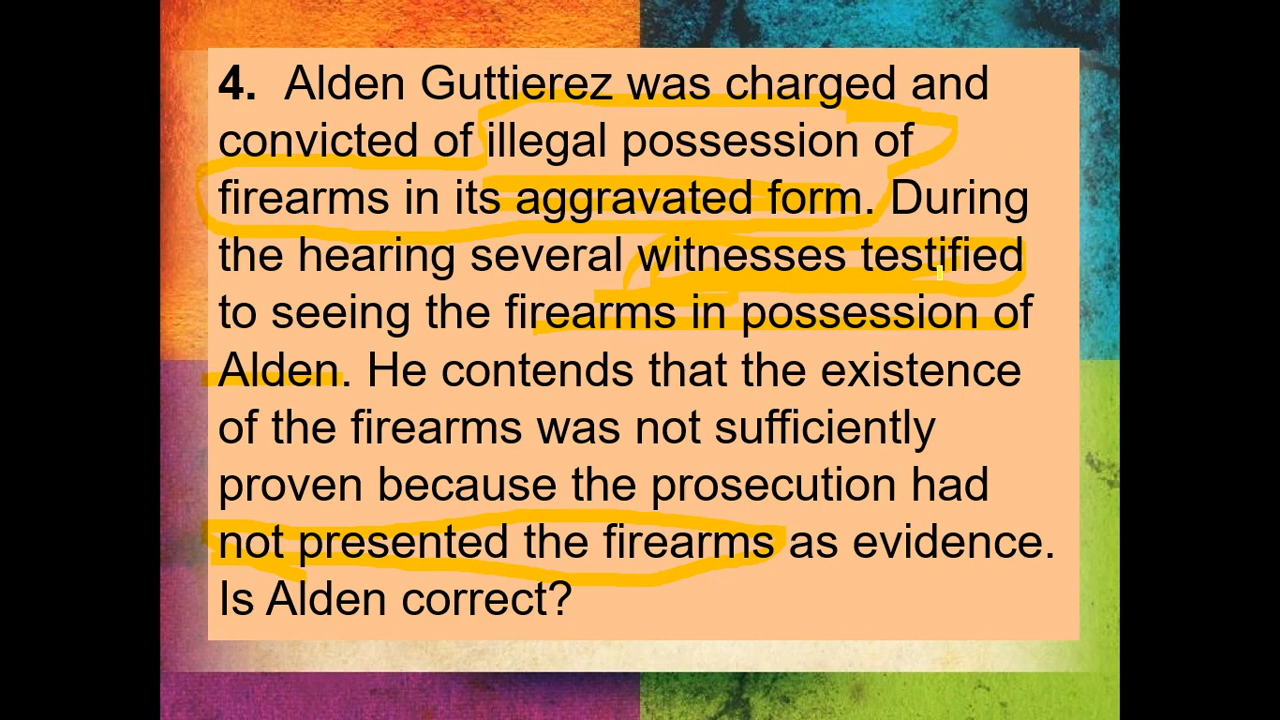 4. Alden Guttierez was charged and
convicted of illegal possession of
firearms in its aggravated form. During
the hearing several witnesses testified
to seeing the firearms in possession of
Alden. He contends that the existence
of the firearms was not sufficiently
proven because the prosecution had
not presented the firearms as evidence.
Is Alden correct?